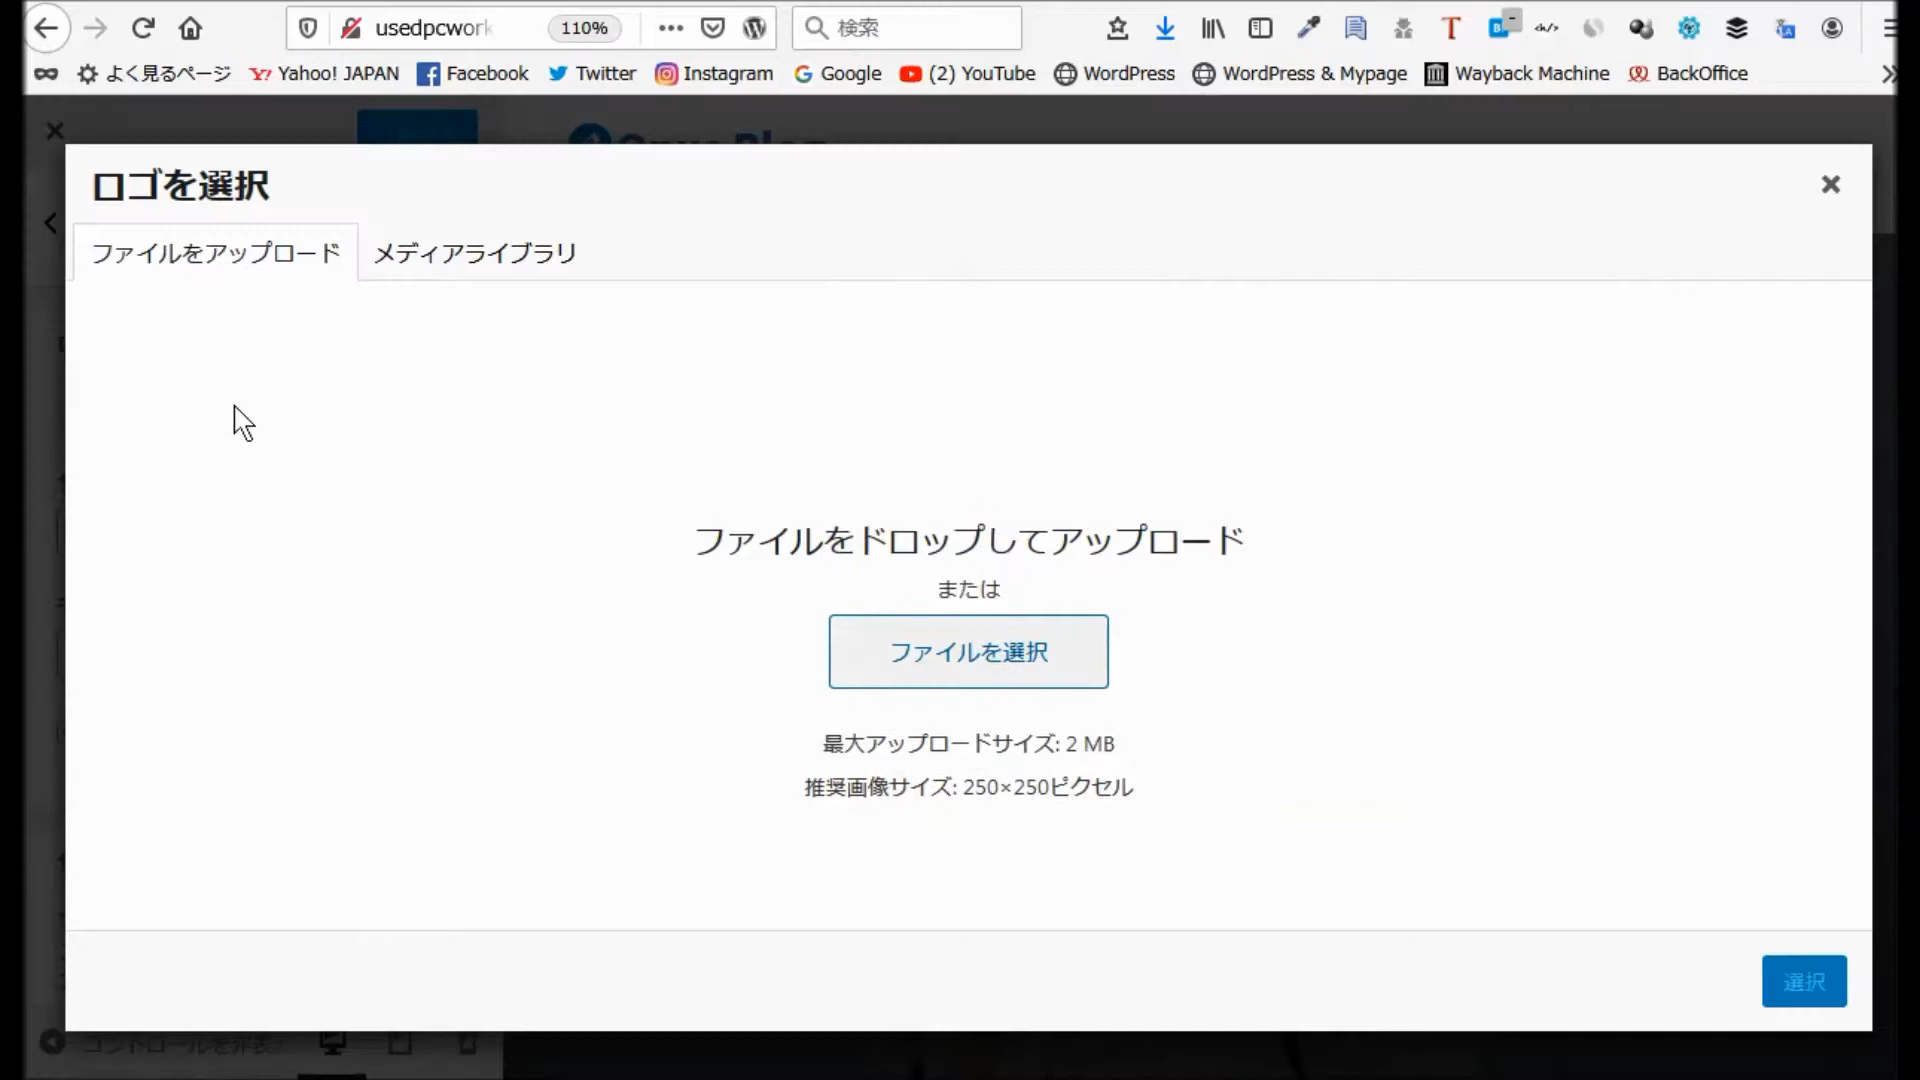 usedpcwork
110%
検索
よく見るページ
Yahoo! JAPAN
Facebook
Twitter
Instagram
Google
(2) YouTube
WordPress
WordPress & Mypage
Wayback Machine
BackOffice
ロゴを選択
ファイルをアップロード
メディアライブラリ
ファイルをドロップしてアップロード
または
ファイルを選択
最大アップロードサイズ: 2 MB
推奨画像サイズ: 250×250ピクセル
選択